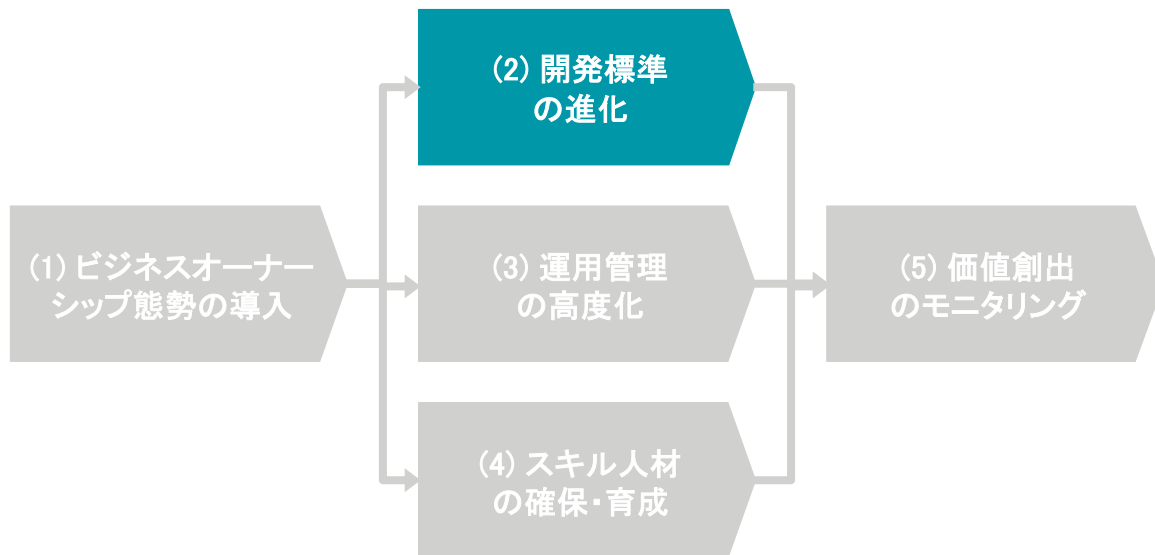 (2) 開発標準
の進化
(1) ビジネスオーナー
シップ態勢の導入
(3) 運用管理
の高度化
(5) 価値創出
のモニタリング
(4) スキル人材
の確保・育成